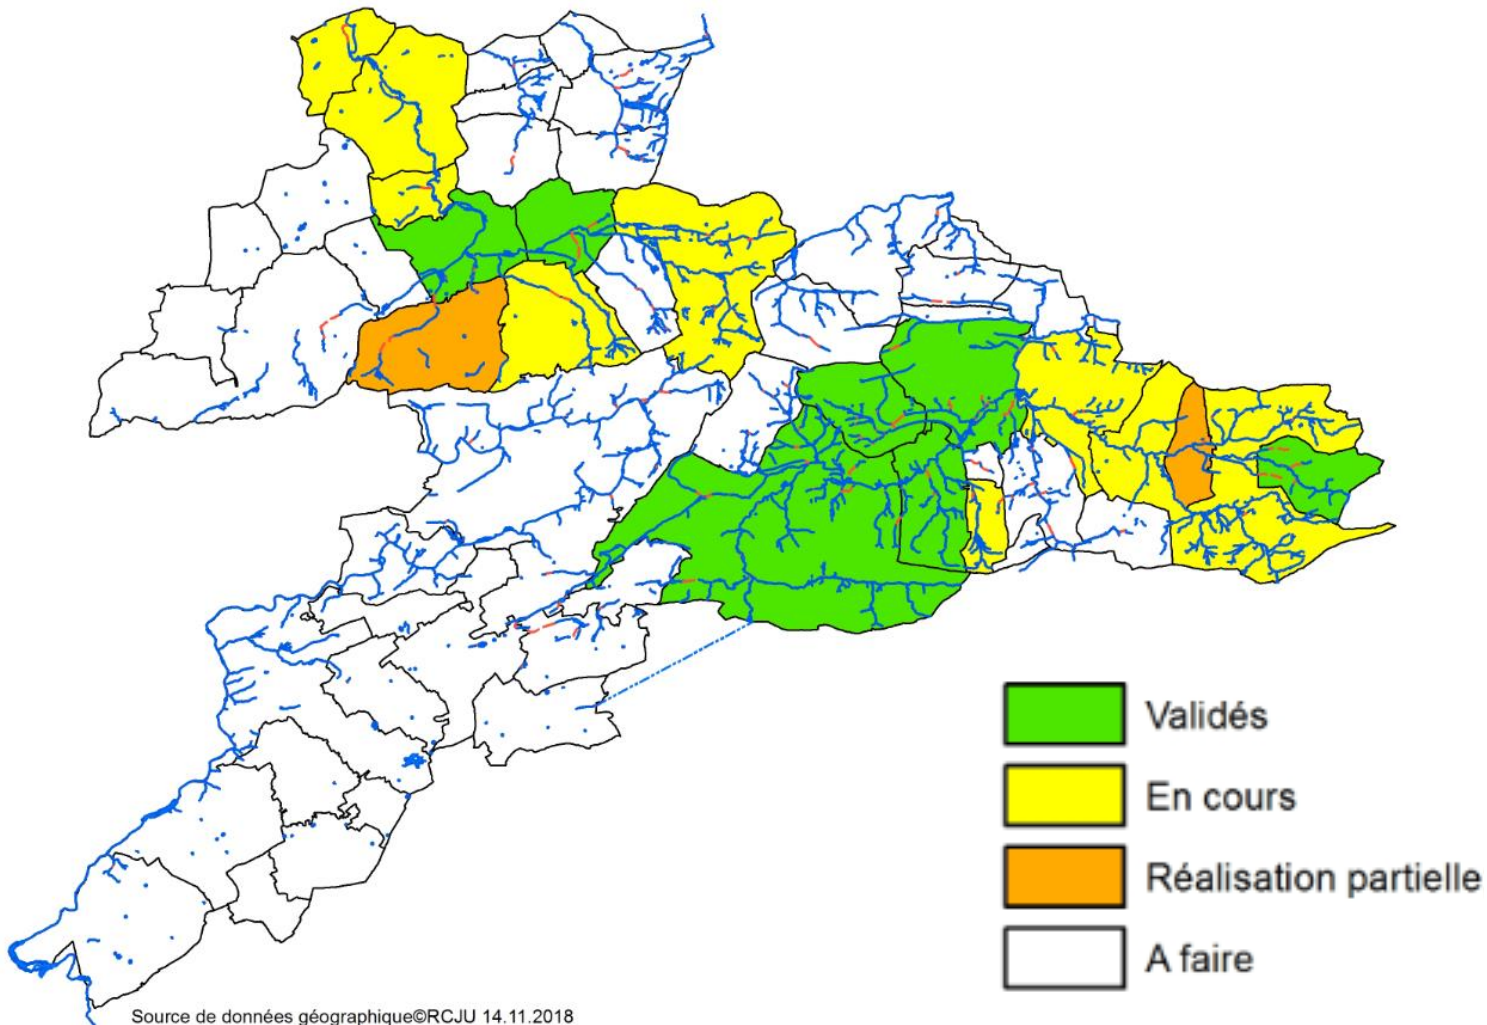 Validés
En cours
Réalisation partielle
A faire
Source de données géographique©RCJU 14.11.2018